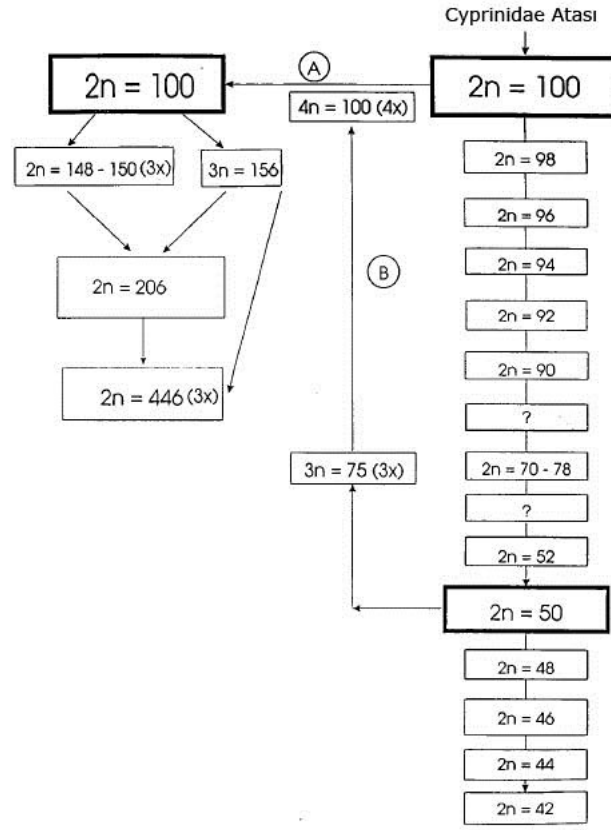 Cyprinidae Atası
A
2n = 100
2n = 100
4n = 100 (4x)
2n = 98
2n = 148 - 150 (3x)
3n = 156
2n = 96
2n = 94
B
2n = 206
2n = 92
2n = 90
2n = 446 (3x)
?
3n = 75 (3x)
2n = 70 - 78
?
2n = 52
2n = 50
2n = 48
2n = 46
2n = 44
2n = 42